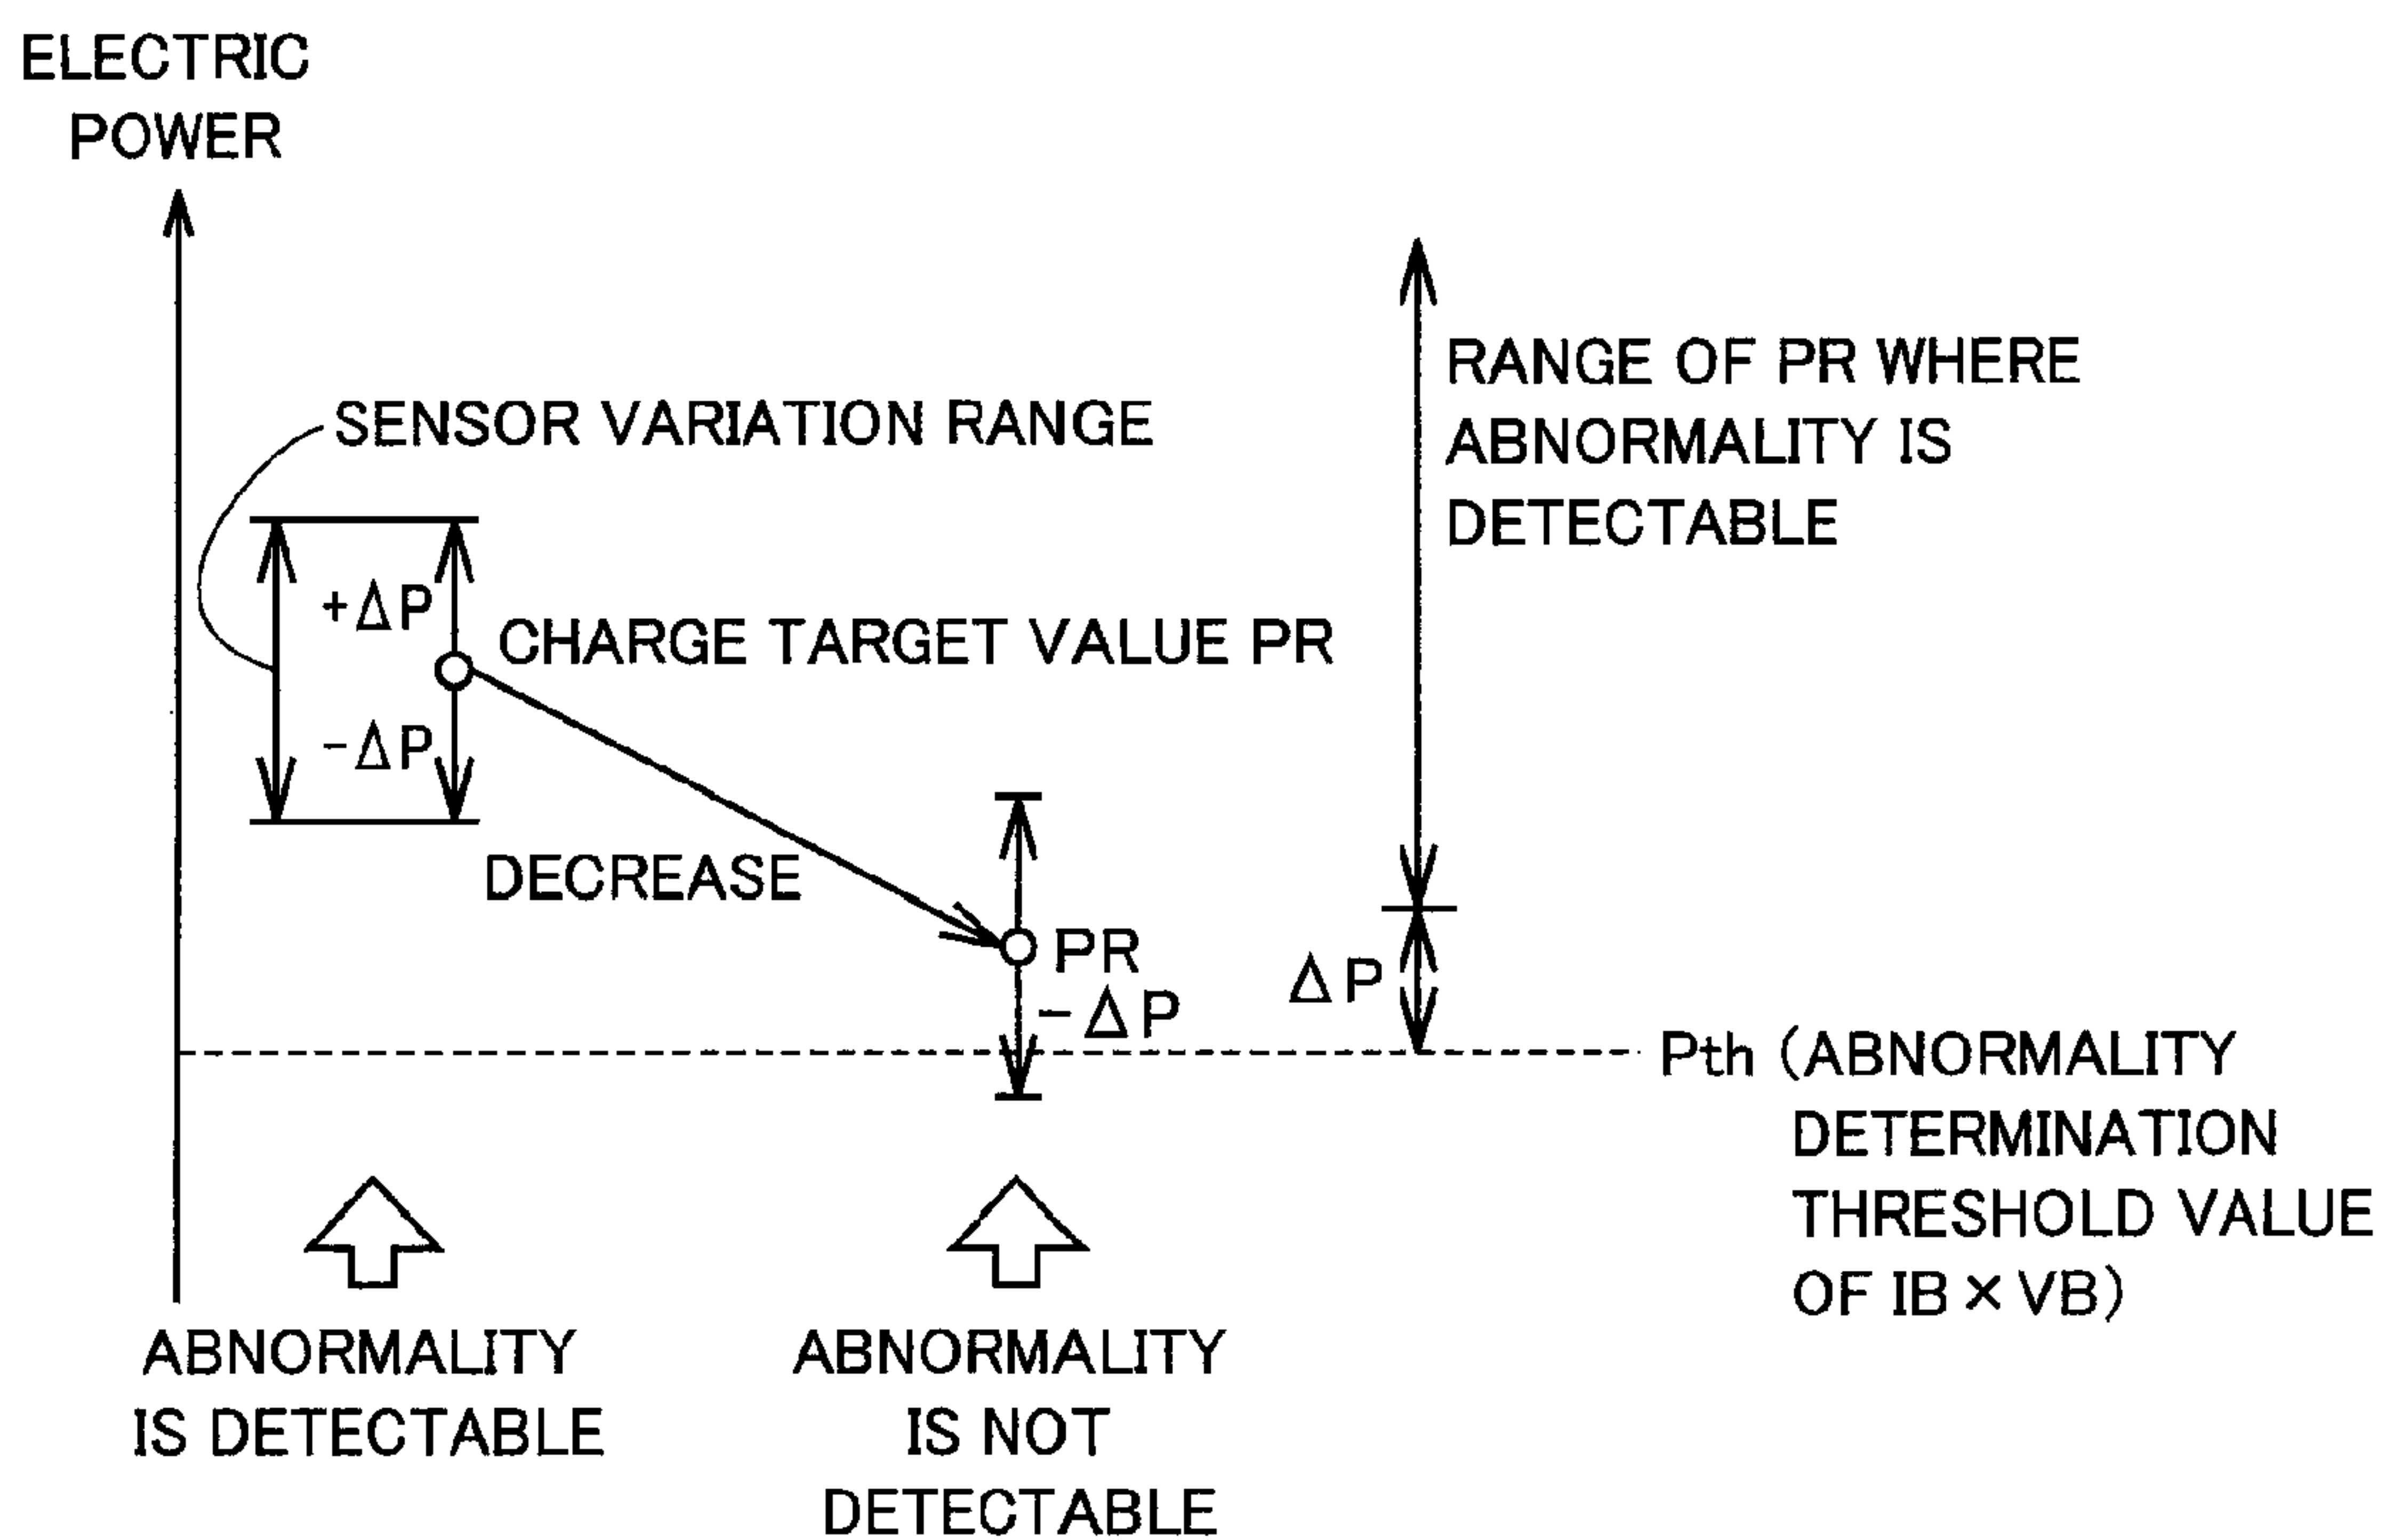 ELECTRIC
POWER
SENSOR VARIATION RANGE
RANGE OF PR WHERE
ABNORMALITY IS
DETECTABLE
+ΔP
CHARGE TARGET VALUE PR
-ΔP
DECREASE
PR
-ΔP
ΔP
Pth (ABNORMALITY
DETERMINATION
THRESHOLD VALUE
OF IB × VB)
ABNORMALITY
IS DETECTABLE
ABNORMALITY
IS NOT
DETECTABLE